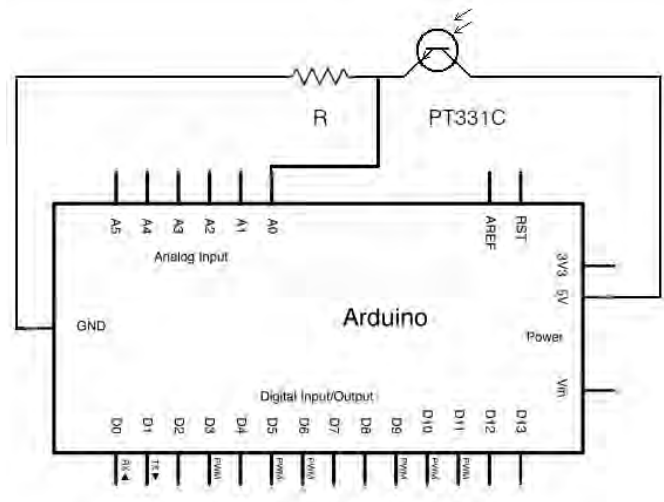 R
PT331C
A5 A4 A3 A2 A1 A0 AREF RST
Analog Input
3V3
5V
GND
Arduino
Power
Vin
Digital Input/Output
D0 D1 D2 D3 D4 D5 D6 D7 D8 D9 D10 D11 D12 D13
RX◀ TX▶ PWM PWM PWM PWM PWM PWM